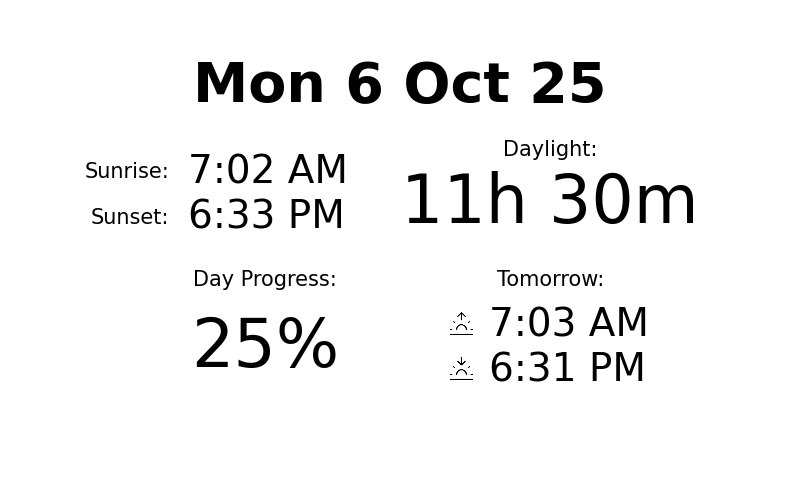 Mon 6 Oct 25
Sunrise: 7:02 AM
Sunset: 6:33 PM
Daylight:
11h 30m
Day Progress:
25%
Tomorrow:
7:03 AM
6:31 PM